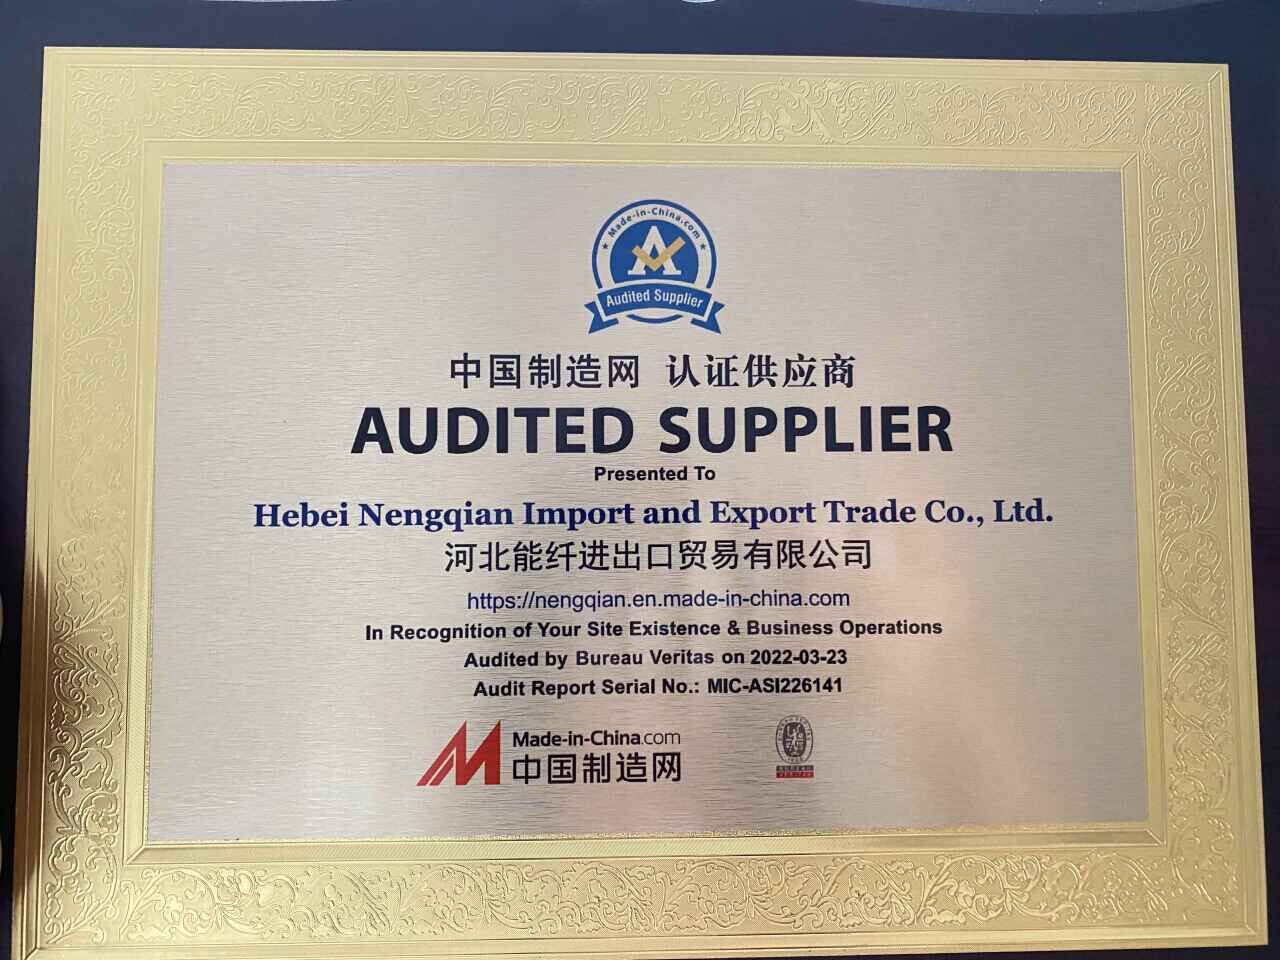 Made-in-China.com
A
Audited Supplier
中国制造网 认证供应商
AUDITED SUPPLIER
Presented To
Hebei Nengqian Import and Export Trade Co., Ltd.
河北能纤进出口贸易有限公司
https://nengqian.en.made-in-china.com
In Recognition of Your Site Existence & Business Operations
Audited by Bureau Veritas on 2022-03-23
Audit Report Serial No.: MIC-ASI226141
Made-in-China.com
中国制造网
BUREAU
VERITAS